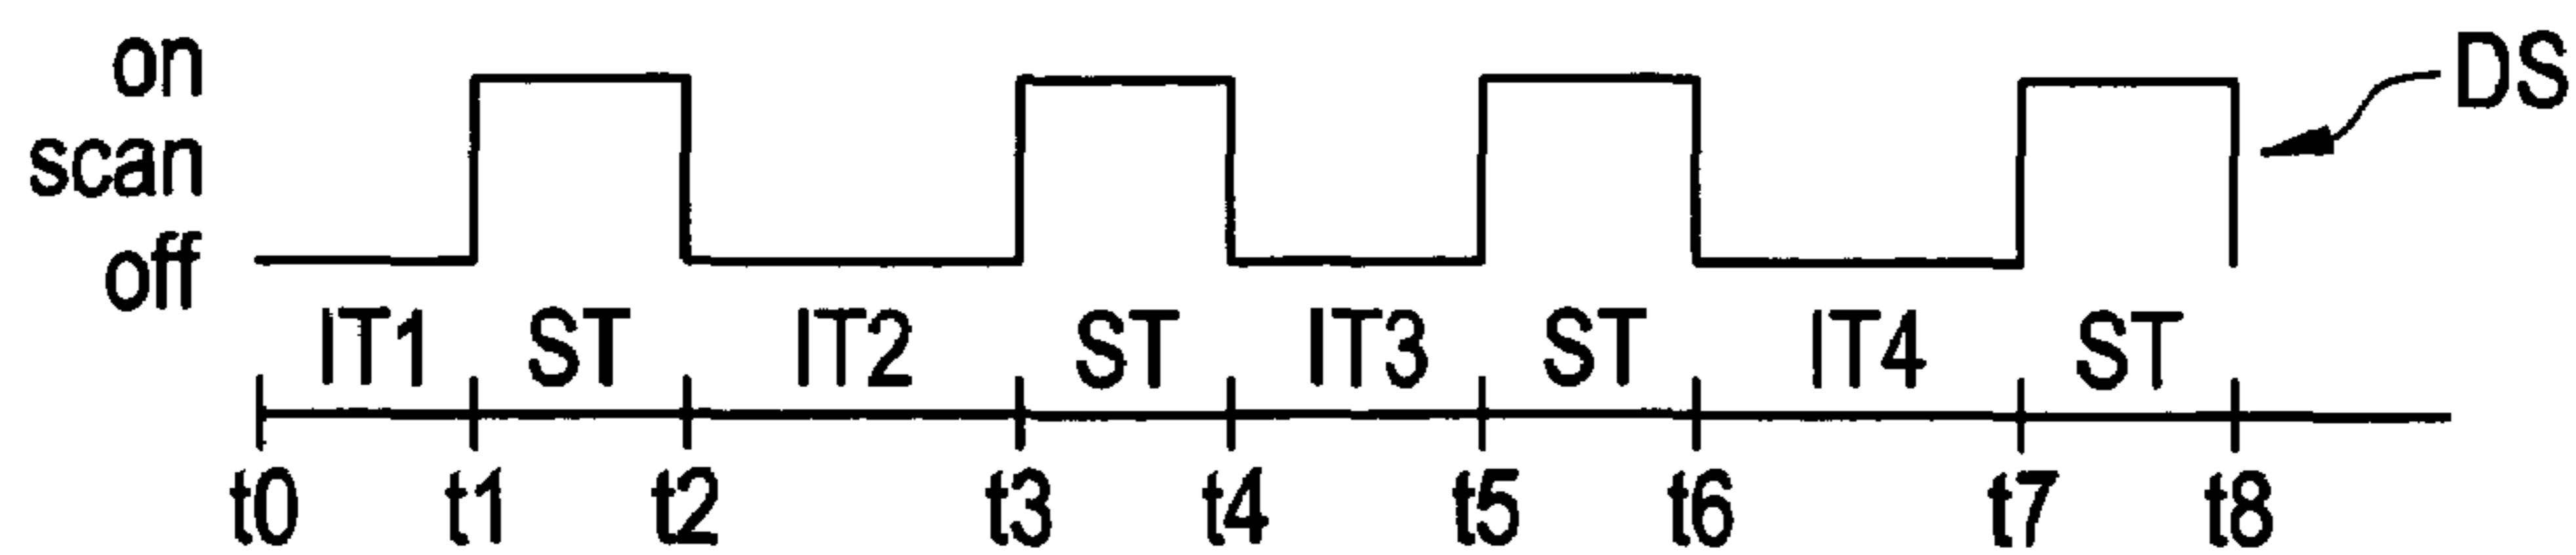 on
DS
scan
off
IT1 ST IT2 ST IT3 ST IT4 ST
t0 t1 t2 t3 t4 t5 t6 t7 t8